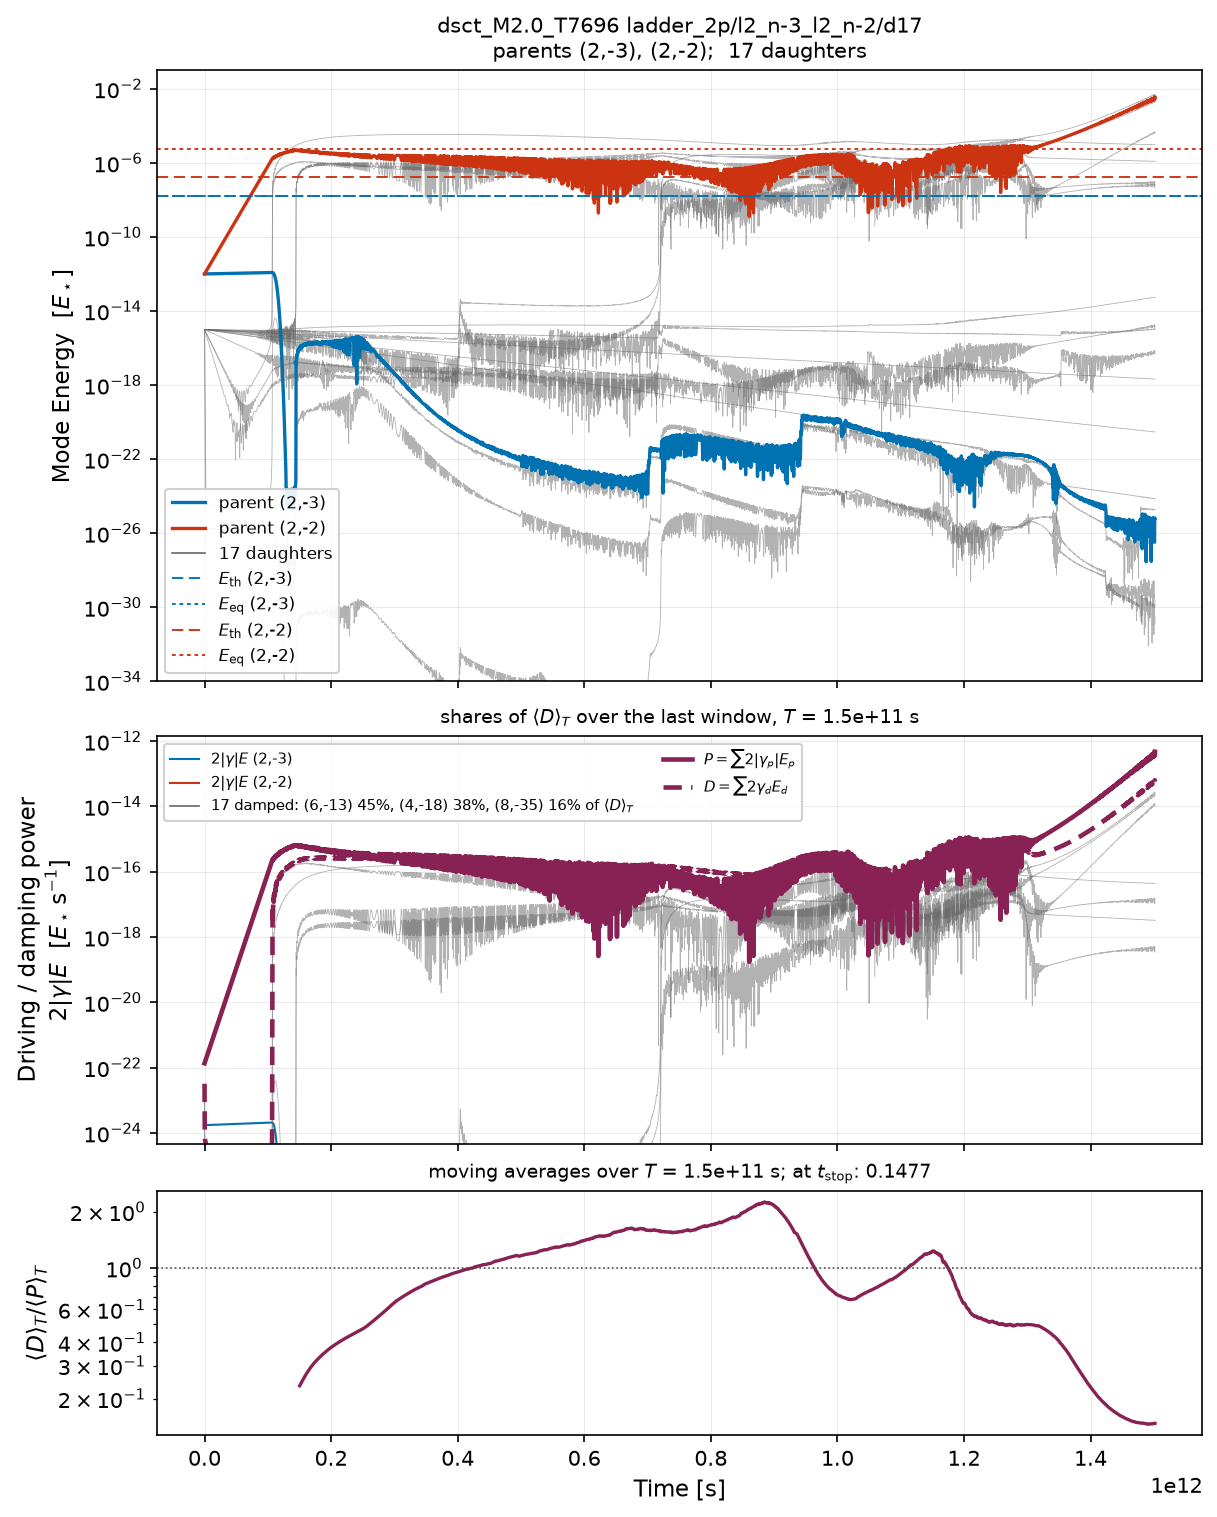 dsct_M2.0_T7696 ladder_2p/l2_n-3_l2_n-2/d17
parents (2,-3), (2,-2);  17 daughters
Mode Energy  [E⋆]
10⁻²
10⁻⁶
10⁻¹⁰
10⁻¹⁴
10⁻¹⁸
10⁻²²
10⁻²⁶
10⁻³⁰
10⁻³⁴
parent (2,-3)
parent (2,-2)
17 daughters
E_th (2,-3)
E_eq (2,-3)
E_th (2,-2)
E_eq (2,-2)
shares of ⟨D⟩_T over the last window, T = 1.5e+11 s
Driving / damping power
2|γ|E  [E⋆ s⁻¹]
10⁻¹²
10⁻¹⁴
10⁻¹⁶
10⁻¹⁸
10⁻²⁰
10⁻²²
10⁻²⁴
2|γ|E (2,-3)
2|γ|E (2,-2)
17 damped: (6,-13) 45%, (4,-18) 38%, (8,-35) 16% of ⟨D⟩_T
P = ∑2|γ_p|E_p
D = ∑2γ_dE_d
moving averages over T = 1.5e+11 s; at t_stop: 0.1477
⟨D⟩_T/⟨P⟩_T
2 × 10⁰
10⁰
6 × 10⁻¹
4 × 10⁻¹
3 × 10⁻¹
2 × 10⁻¹
0.0 0.2 0.4 0.6 0.8 1.0 1.2 1.4
1e12
Time [s]